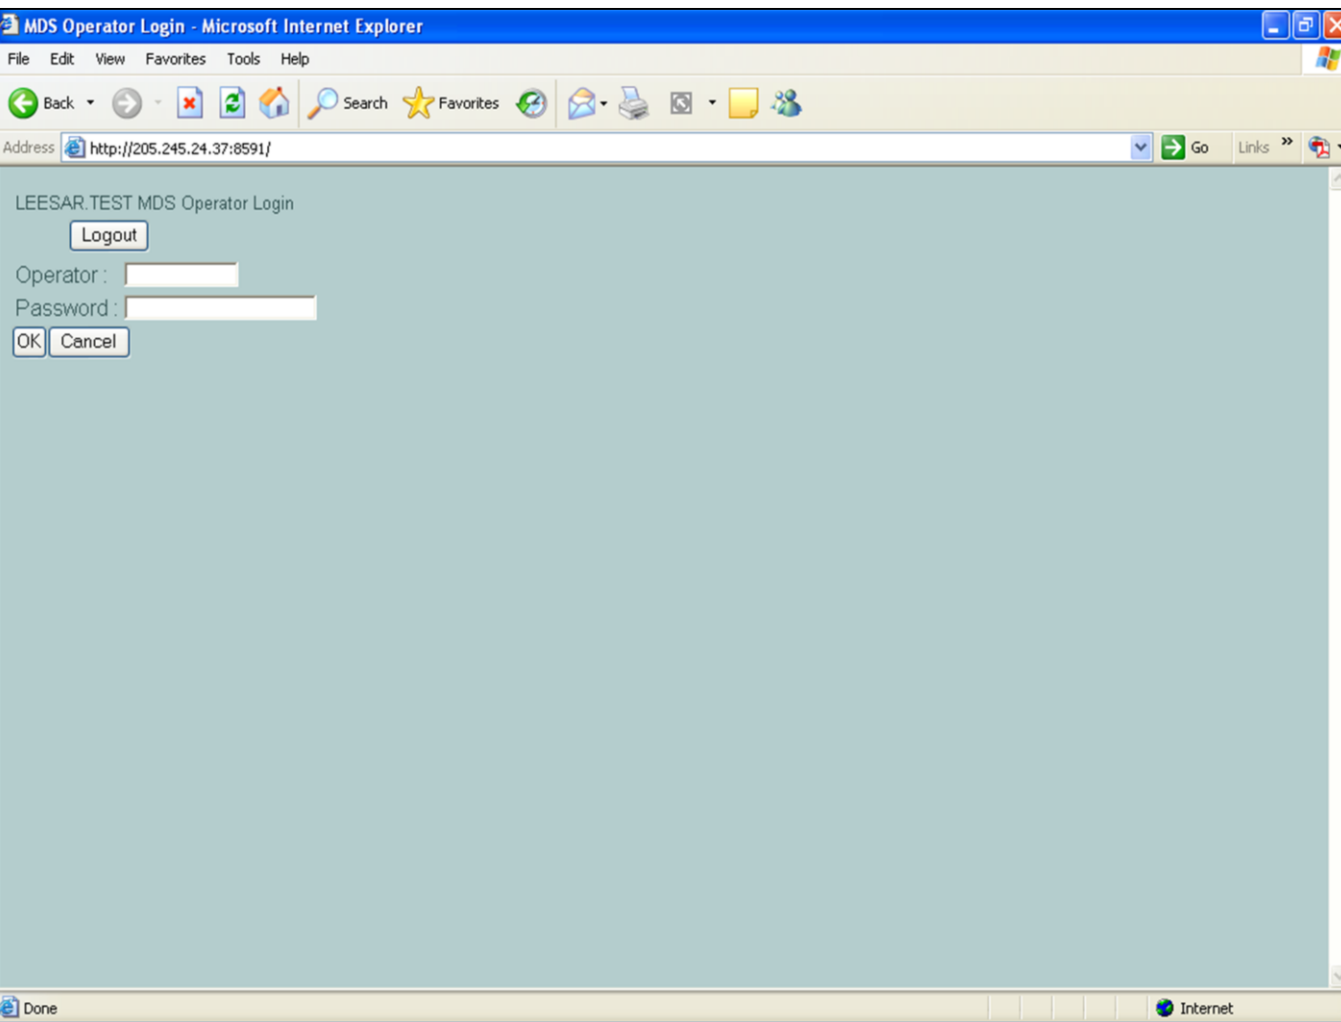 MDS Operator Login - Microsoft Internet Explorer
File Edit View Favorites Tools Help
Back Search Favorites
Address http://205.245.24.37:8591/ Go Links »
LEESAR.TEST MDS Operator Login
Logout
Operator :
Password :
OK Cancel
Done Internet